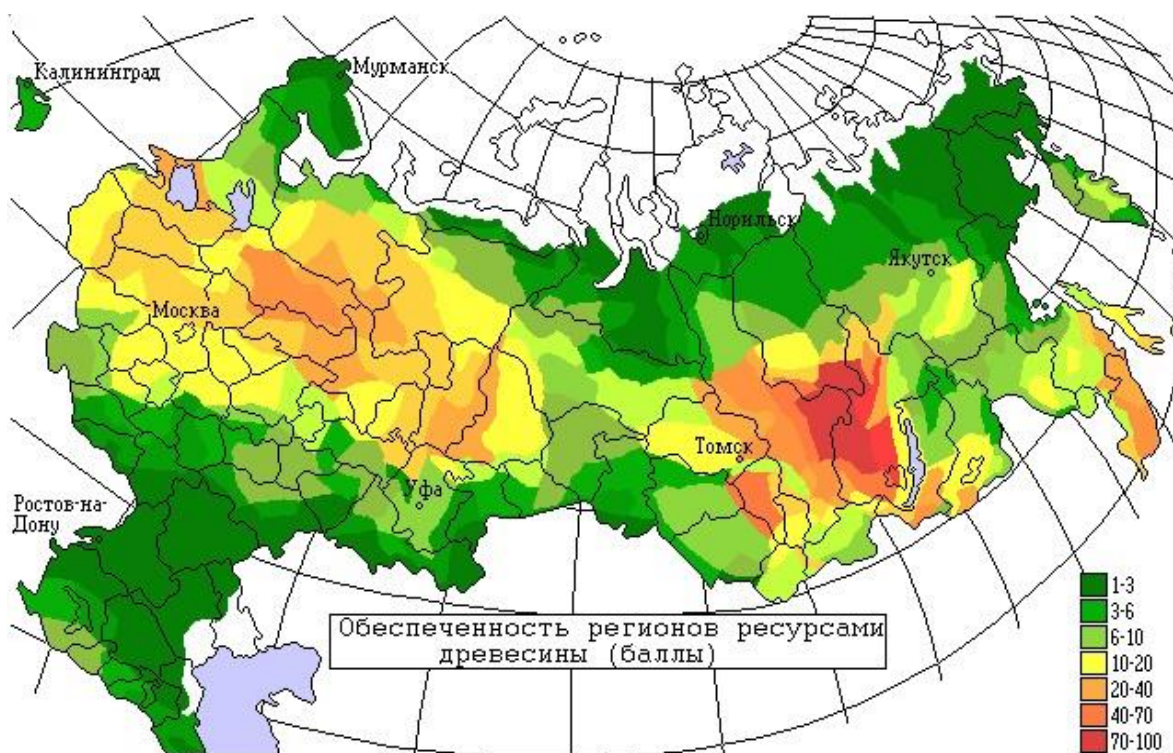 Калининград
Мурманск
Норильск
Якутск
Москва
Томск
Уфа
Ростов-на-
Дону
Обеспеченность регионов ресурсами
древесины (баллы)
1-3
3-6
6-10
10-20
20-40
40-70
70-100